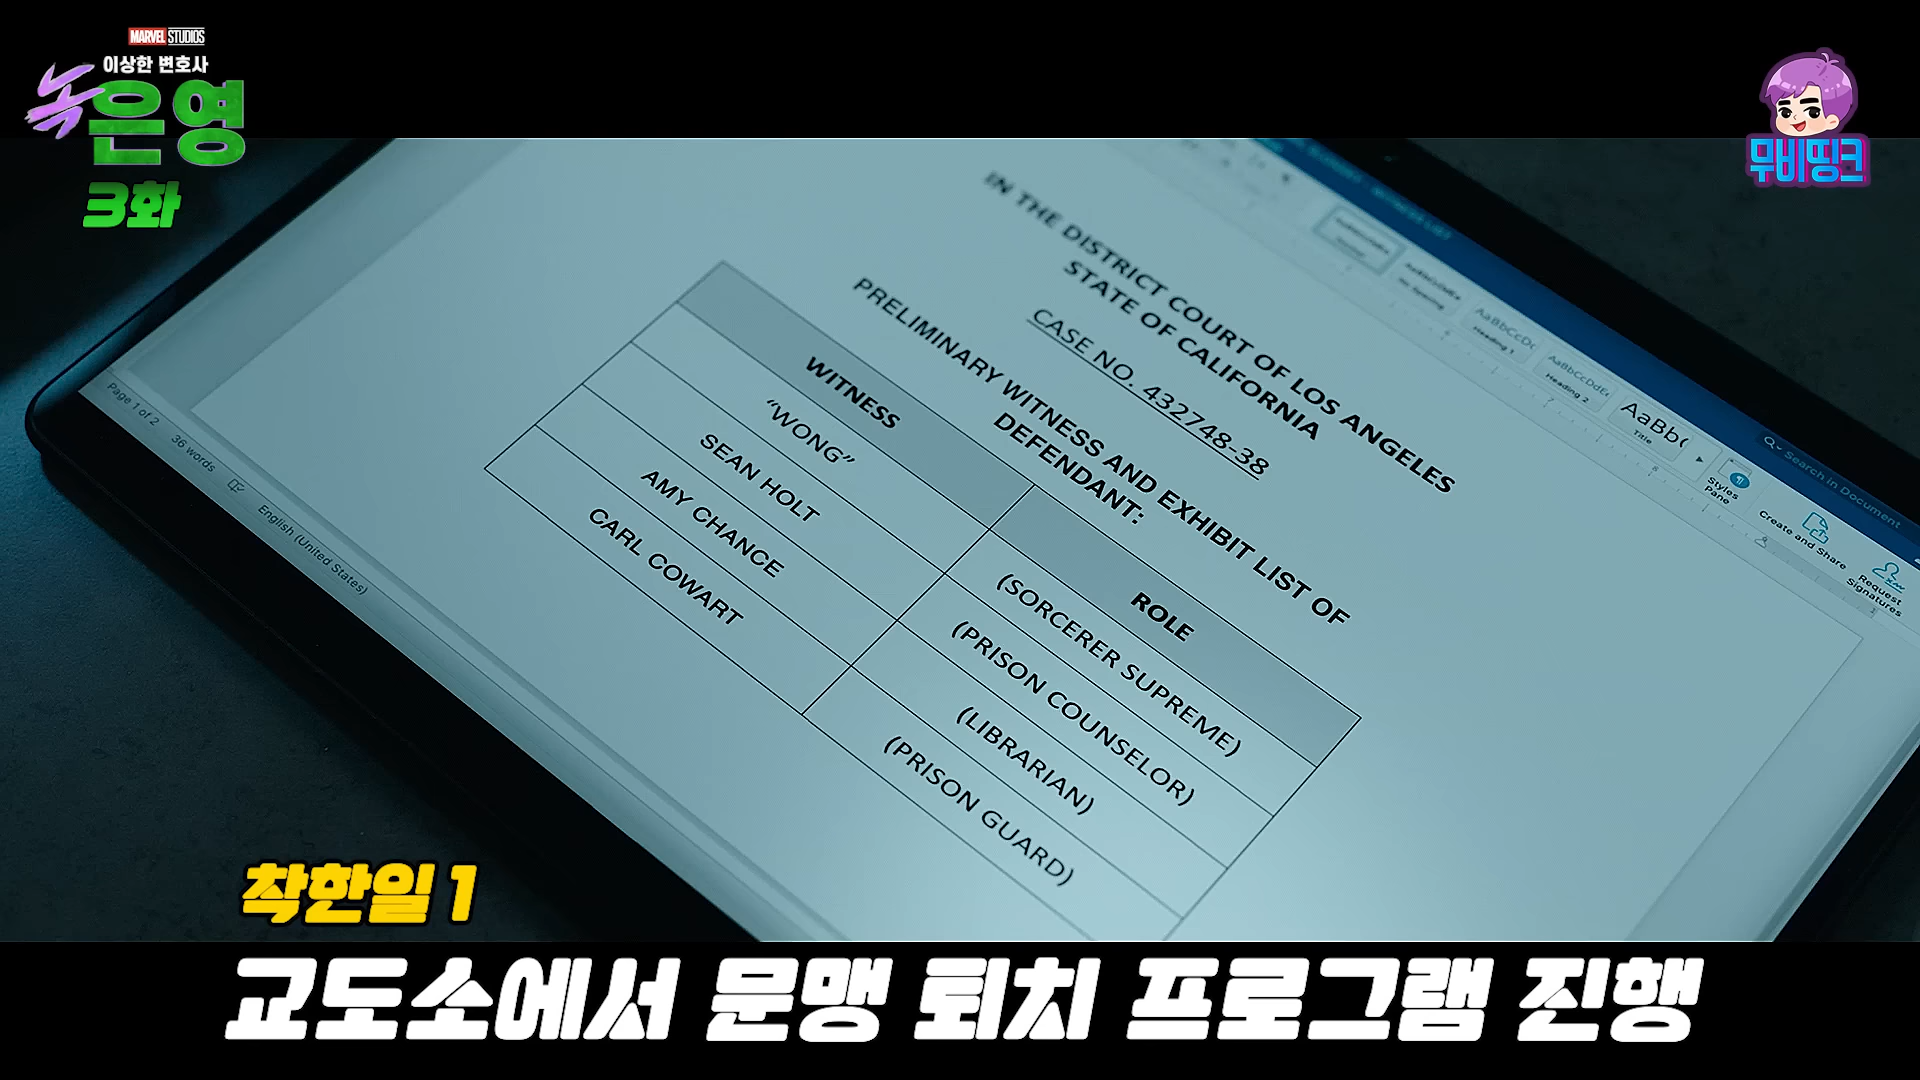 MARVEL STUDIOS
이상한 변호사
녹은영
3화
무비띵크
IN THE DISTRICT COURT OF LOS ANGELES
STATE OF CALIFORNIA
CASE NO. 432748-38
PRELIMINARY WITNESS AND EXHIBIT LIST OF
DEFENDANT:
WITNESS ROLE
“WONG” (SORCERER SUPREME)
SEAN HOLT (PRISON COUNSELOR)
AMY CHANCE (LIBRARIAN)
CARL COWART (PRISON GUARD)
Page 1 of 2
36 words
English (United States)
AaBbCcDdEe
Heading 1
Heading 2
AaBb(
Title
Styles
Pane
Create and Share
Request
Signatures
Search in Document
착한일 1
교도소에서 문맹 퇴치 프로그램 진행